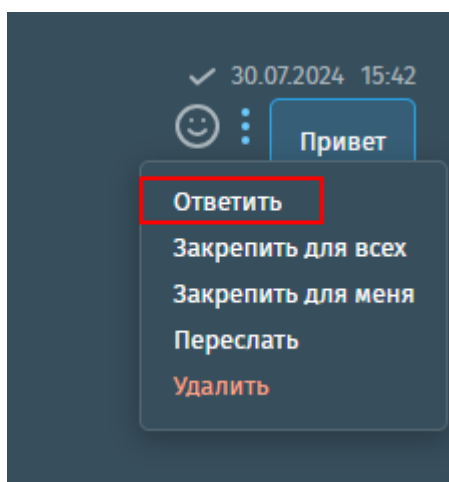 30.07.2024 15:42
Привет
Ответить
Закрепить для всех
Закрепить для меня
Переслать
Удалить